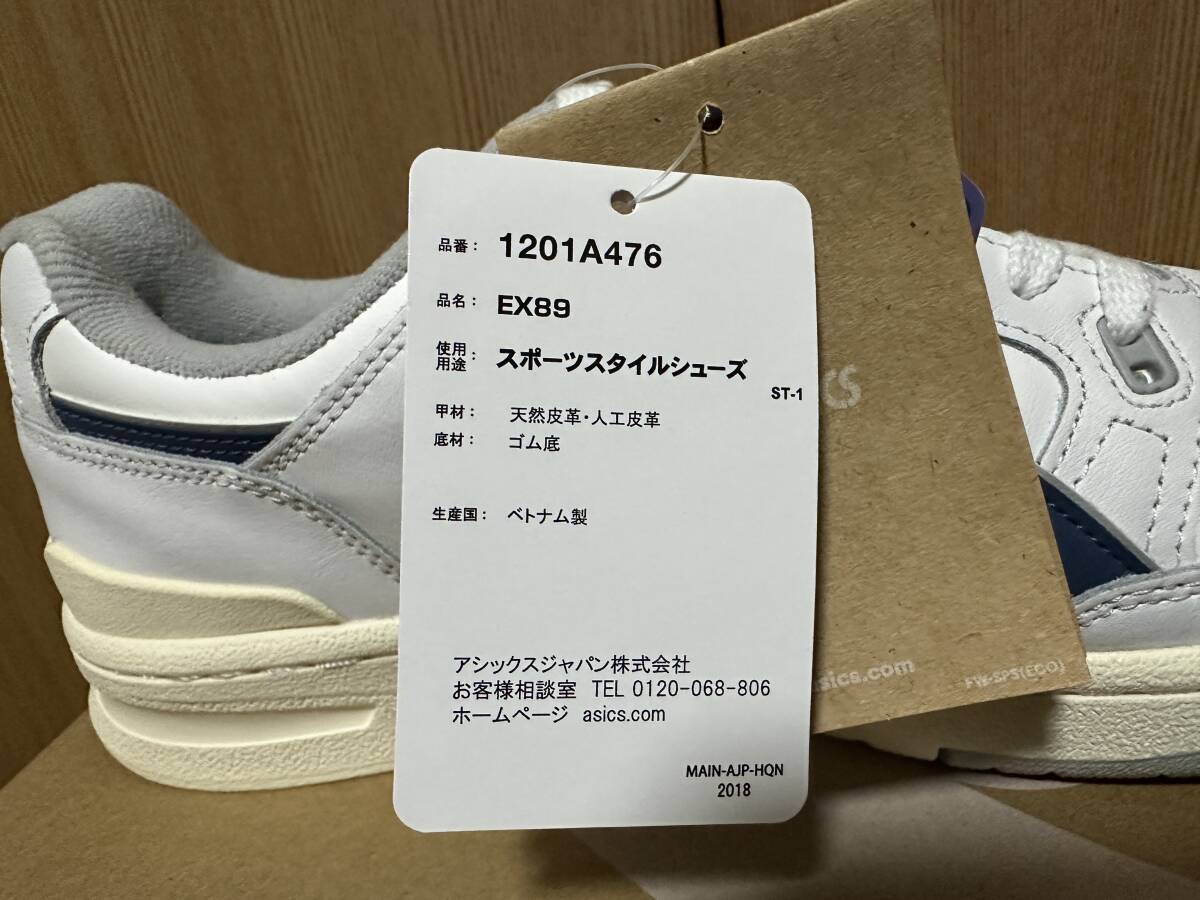 品番： 1201A476
品名： EX89
使用用途： スポーツスタイルシューズ
ST-1
甲材： 天然皮革・人工皮革
底材： ゴム底
生産国： ベトナム製
アシックスジャパン株式会社
お客様相談室 TEL 0120-068-806
ホームページ asics.com
MAIN-AJP-HQN
2018
asics.com
FW-SPS(ECO)